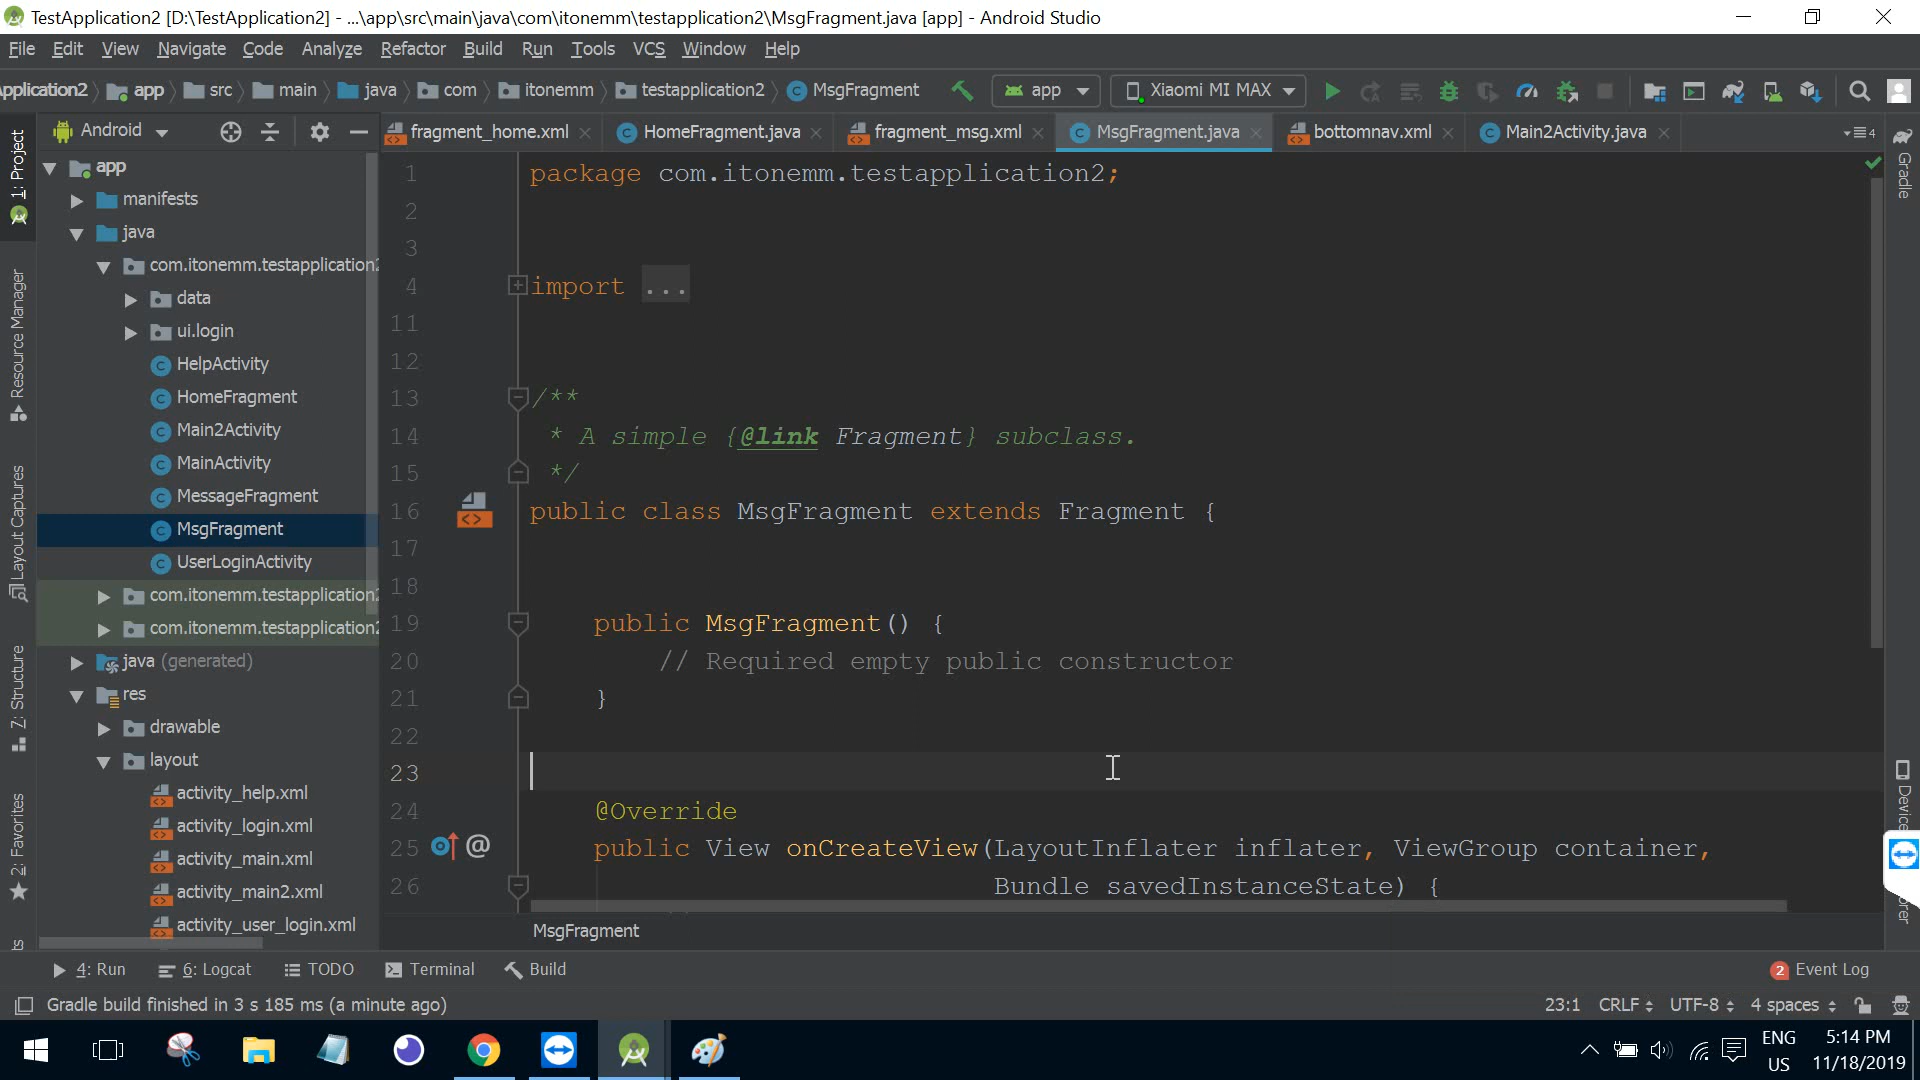 TestApplication2 [D:\TestApplication2] - ...\app\src\main\java\com\itonemm\testapplication2\MsgFragment.java [app] - Android Studio
File Edit View Navigate Code Analyze Refactor Build Run Tools VCS Window Help
pplication2 app src main java com itonemm testapplication2 MsgFragment app Xiaomi MI MAX
Android
fragment_home.xml HomeFragment.java fragment_msg.xml MsgFragment.java bottomnav.xml Main2Activity.java 4
1: Project
Resource Manager
Layout Captures
Z: Structure
2: Favorites
app
manifests
java
com.itonemm.testapplication2
data
ui.login
HelpActivity
HomeFragment
Main2Activity
MainActivity
MessageFragment
MsgFragment
UserLoginActivity
com.itonemm.testapplication2
com.itonemm.testapplication2
java (generated)
res
drawable
layout
activity_help.xml
activity_login.xml
activity_main.xml
activity_main2.xml
activity_user_login.xml
1 package com.itonemm.testapplication2;
2
3
4 import ...
11
12
13 /**
14 * A simple {@link Fragment} subclass.
15 */
16 public class MsgFragment extends Fragment {
17
18
19 public MsgFragment() {
20 // Required empty public constructor
21 }
22
23
24 @Override
25 @ public View onCreateView(LayoutInflater inflater, ViewGroup container,
26 Bundle savedInstanceState) {
MsgFragment
Gradle
Device
orer
4: Run 6: Logcat TODO Terminal Build 2 Event Log
Gradle build finished in 3 s 185 ms (a minute ago) 23:1 CRLF UTF-8 4 spaces
ENG
US
5:14 PM
11/18/2019